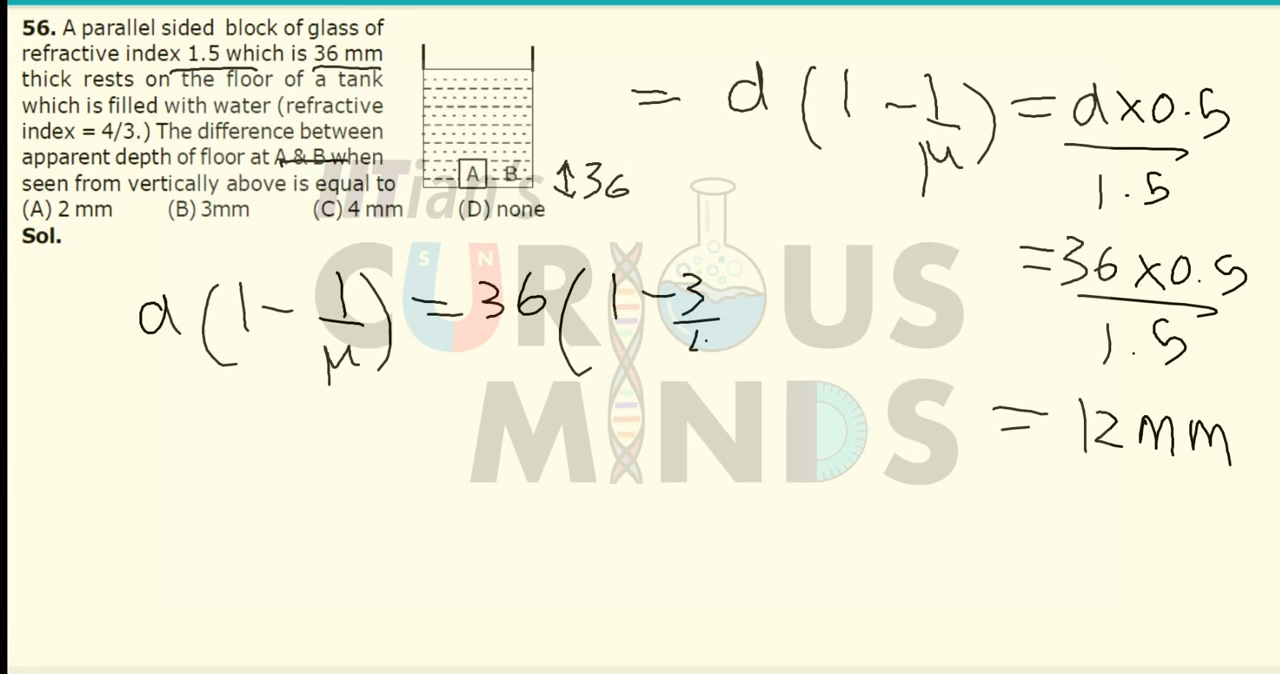 56. A parallel sided block of glass of
refractive index 1.5 which is 36 mm
thick rests on the floor of a tank
which is filled with water (refractive
index = 4/3.) The difference between
apparent depth of floor at A & B when
seen from vertically above is equal to
(A) 2 mm (B) 3mm (C) 4 mm (D) none
Sol.
A B
↕36
= d (1 - 1/μ) = d×0.5/1.5
= 36×0.5/1.5
= 12mm
d (1 - 1/μ) = 36 (1 - 3/
IITian's
CURIOUS
S N
MINDS